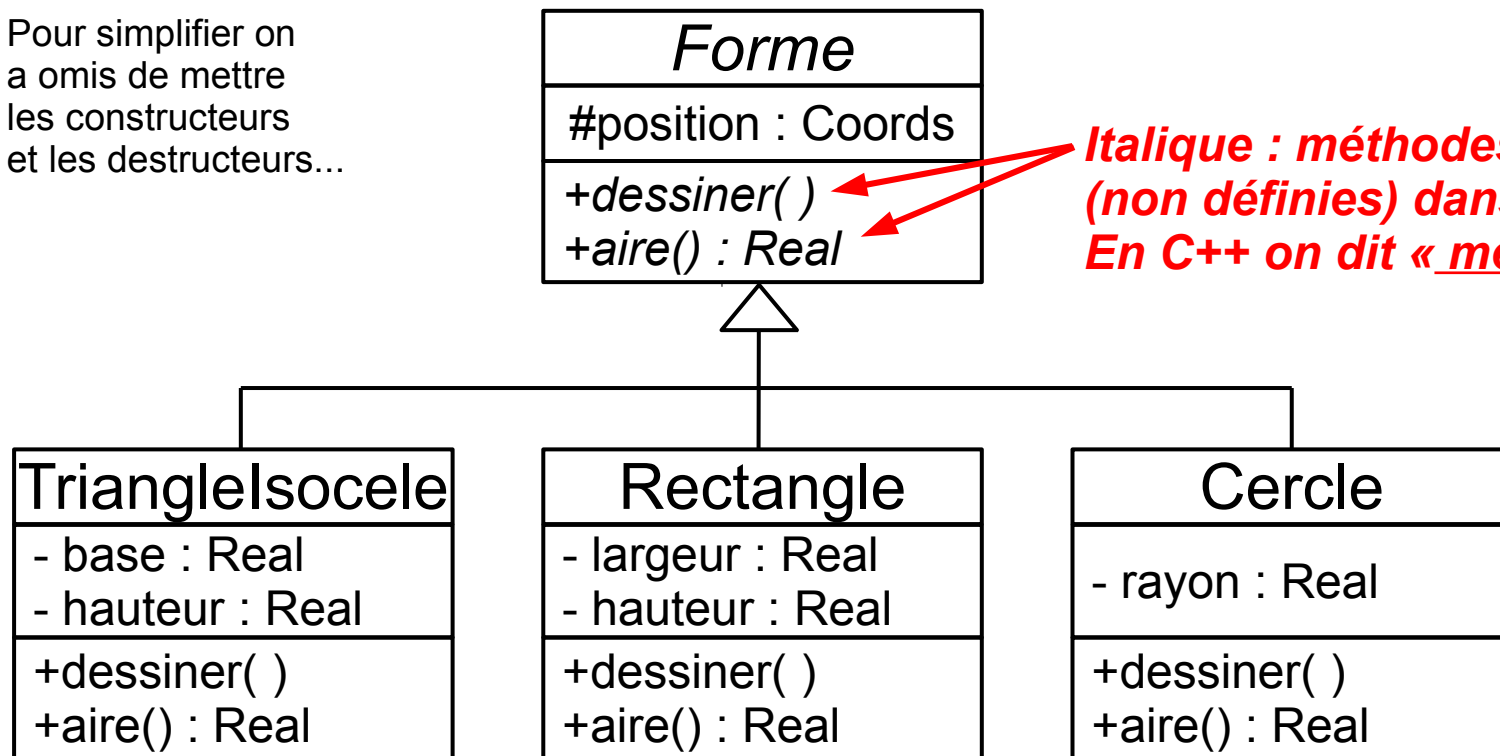 Pour simplifier on
a omis de mettre
les constructeurs
et les destructeurs...
Forme
#position : Coords
+dessiner( )
+aire() : Real
Italique : méthodes
(non définies) dans
En C++ on dit « mé
TriangleIsocele
- base : Real
- hauteur : Real
+dessiner( )
+aire() : Real
Rectangle
- largeur : Real
- hauteur : Real
+dessiner( )
+aire() : Real
Cercle
- rayon : Real
+dessiner( )
+aire() : Real